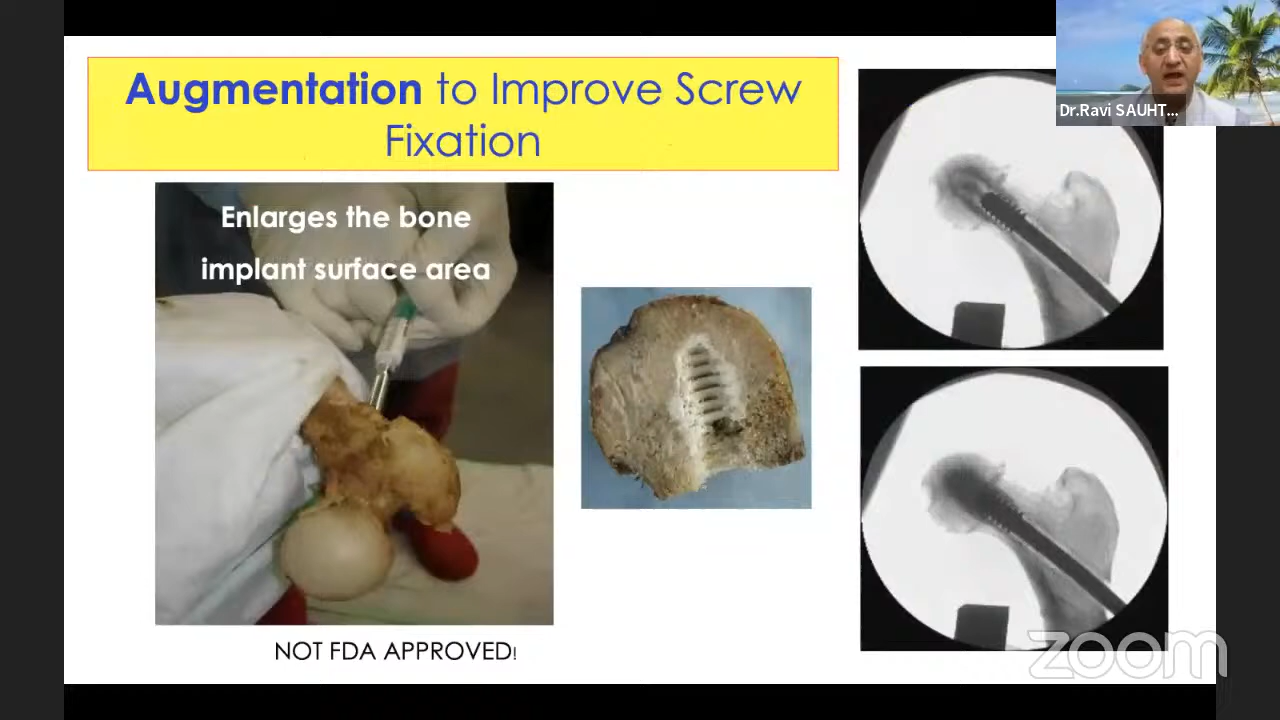 Augmentation to Improve Screw
Fixation
Dr.Ravi SAUHT...
Enlarges the bone
implant surface area
NOT FDA APPROVED!
zoom